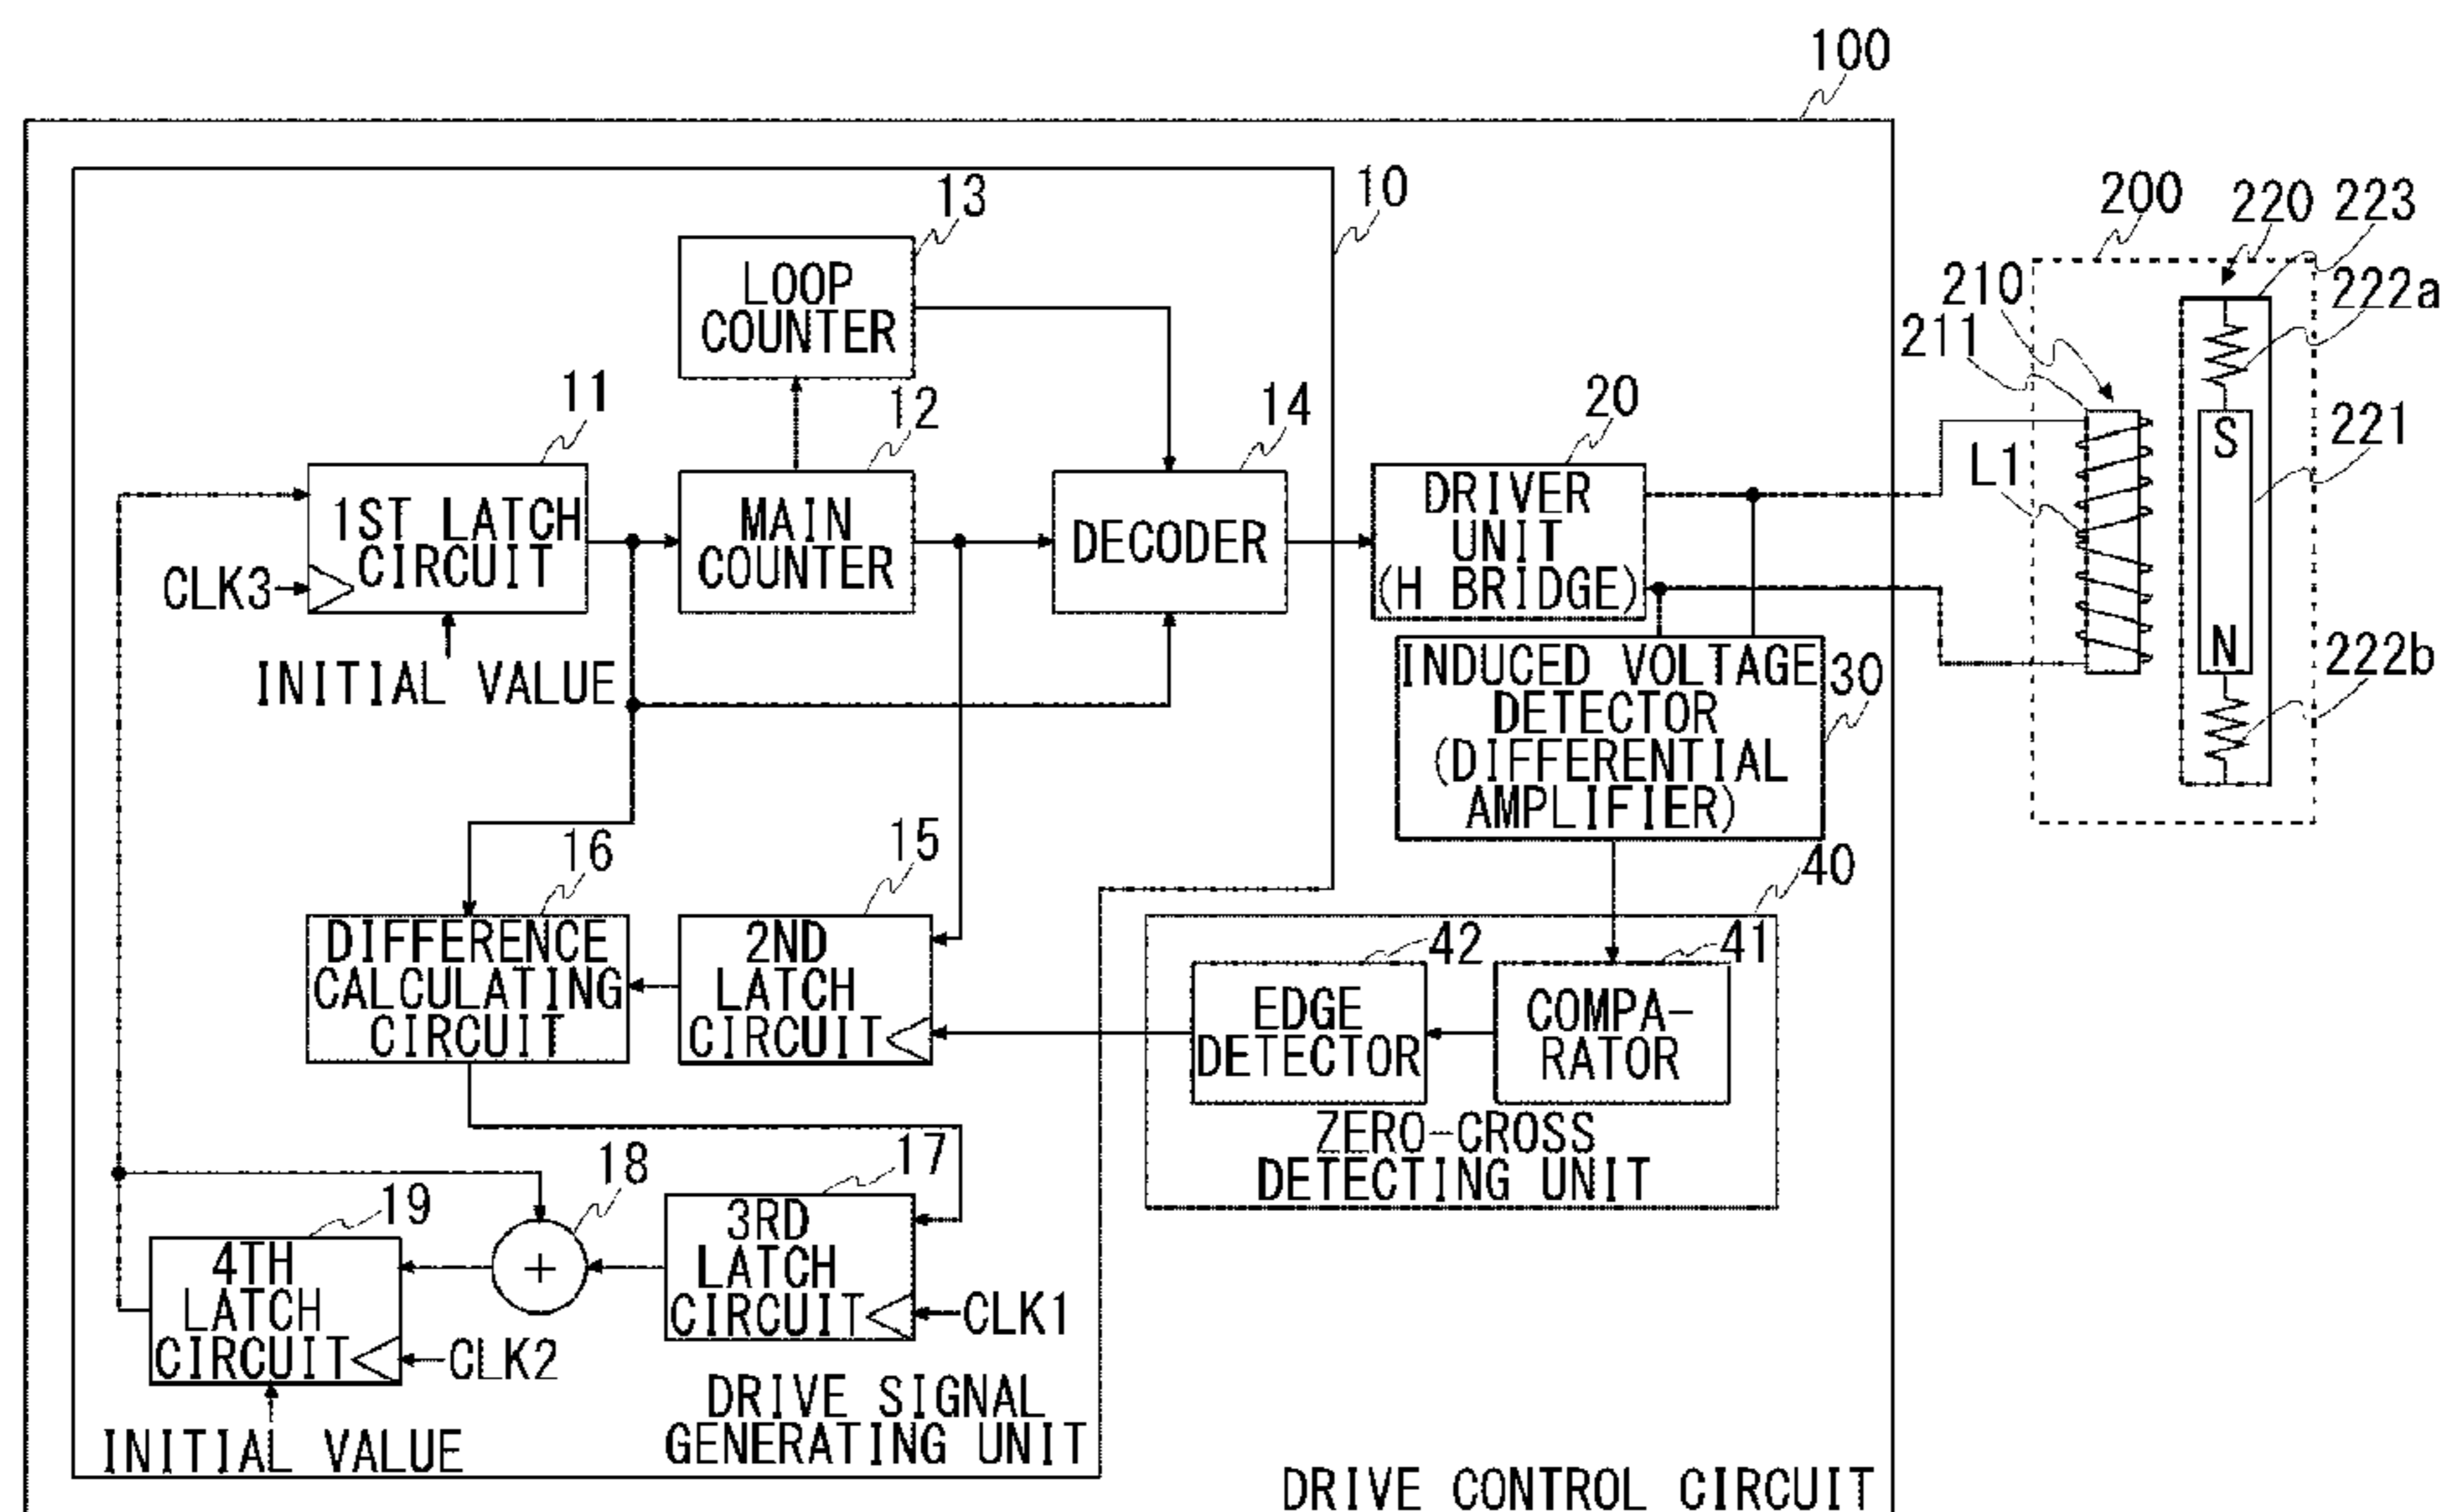 100
10
13
LOOP
COUNTER
200
220
223
210
222a
211
11
12
14
20
221
S
L1
1ST LATCH
CIRCUIT
MAIN
COUNTER
DECODER
DRIVER
UNIT
(H BRIDGE)
CLK3
N
222b
INITIAL VALUE
INDUCED VOLTAGE
DETECTOR
(DIFFERENTIAL
AMPLIFIER)
30
16
15
40
DIFFERENCE
CALCULATING
CIRCUIT
2ND
LATCH
CIRCUIT
42
41
EDGE
DETECTOR
COMPA-
RATOR
ZERO-CROSS
DETECTING UNIT
18
17
19
4TH
LATCH
CIRCUIT
+
3RD
LATCH
CIRCUIT
CLK1
CLK2
DRIVE SIGNAL
GENERATING UNIT
INITIAL VALUE
DRIVE CONTROL CIRCUIT